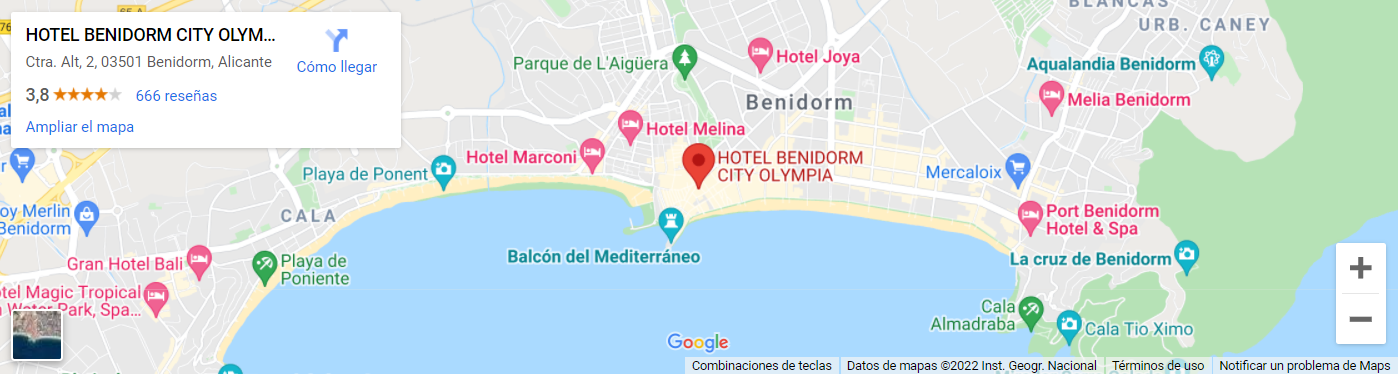 HOTEL BENIDORM CITY OLYM...
Ctra. Alt, 2, 03501 Benidorm, Alicante
3,8
666 reseñas
Ampliar el mapa
Cómo llegar
URB. CANEY
Parque de L'Aigüera
Hotel Joya
Aqualandia Benidorm
Benidorm
Melia Benidorm
Hotel Melina
Hotel Marconi
HOTEL BENIDORM
CITY OLYMPIA
Playa de Ponent
Mercaloix
CALA
oy Merlin
Benidorm
Port Benidorm
Hotel & Spa
Balcón del Mediterráneo
La cruz de Benidorm
Gran Hotel Bali
Playa de
Poniente
otel Magic Tropical
Water Park, Spa...
Cala
Almadraba
Cala Tio Ximo
Google
Combinaciones de teclas
Datos de mapas ©2022 Inst. Geogr. Nacional
Términos de uso
Notificar un problema de Maps